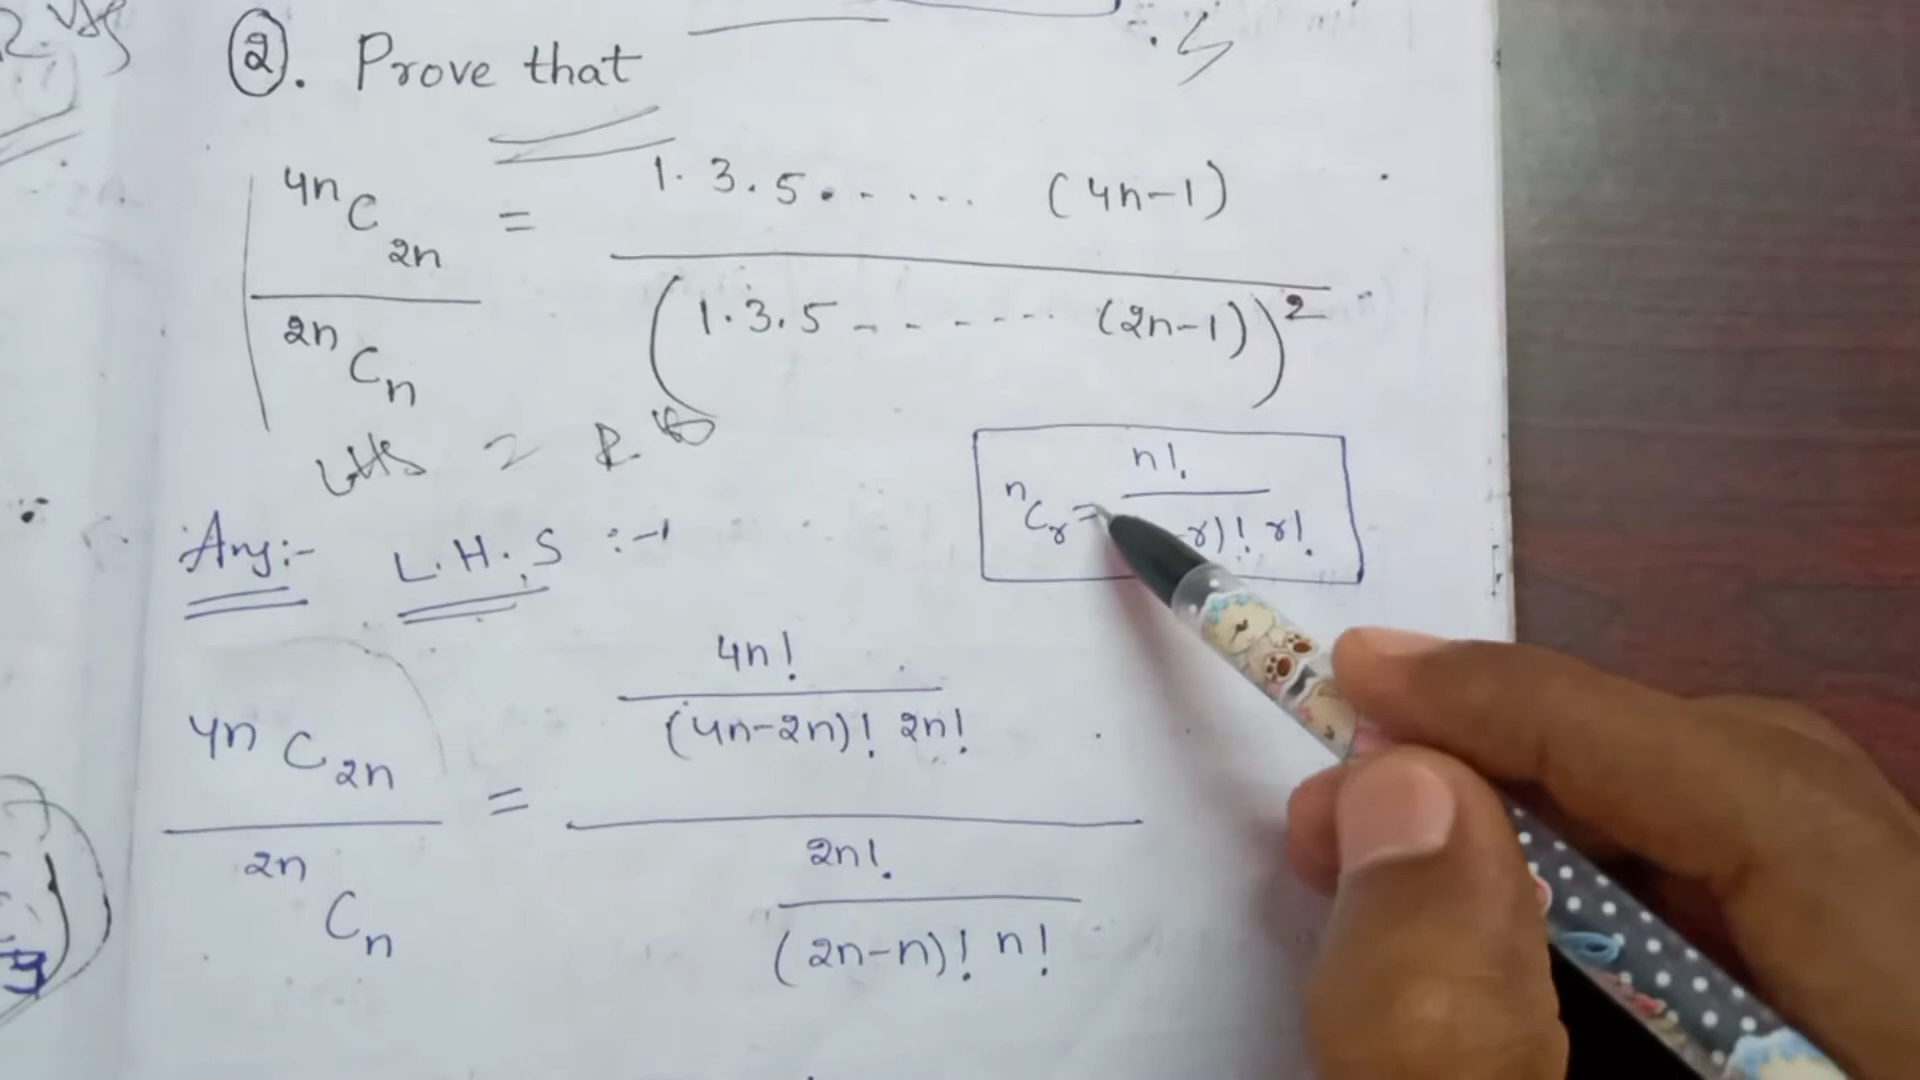 ②. Prove that
4nC2n / 2nCn = 1.3.5..... (4n-1) / (1.3.5------- (2n-1))2
LHS = R
nCr = n! / -r)! r!
Ans:- L.H.S :-
4nC2n / 2nCn = 4n! / (4n-2n)! 2n! / 2n! / (2n-n)! n!